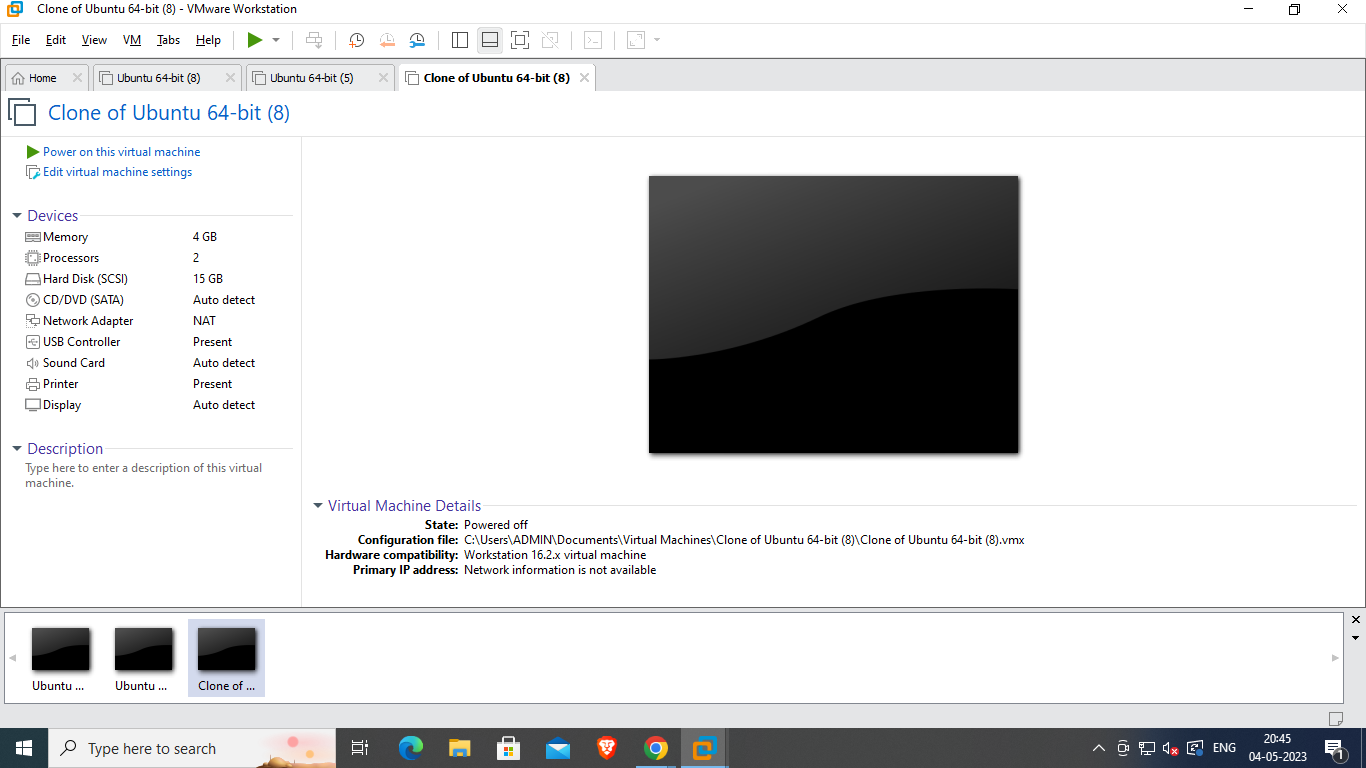 Clone of Ubuntu 64-bit (8) - VMware Workstation
File Edit View VM Tabs Help
Home Ubuntu 64-bit (8) Ubuntu 64-bit (5) Clone of Ubuntu 64-bit (8)
Clone of Ubuntu 64-bit (8)
Power on this virtual machine
Edit virtual machine settings
Devices
Memory 4 GB
Processors 2
Hard Disk (SCSI) 15 GB
CD/DVD (SATA) Auto detect
Network Adapter NAT
USB Controller Present
Sound Card Auto detect
Printer Present
Display Auto detect
Description
Type here to enter a description of this virtual
machine.
Virtual Machine Details
State: Powered off
Configuration file: C:\Users\ADMIN\Documents\Virtual Machines\Clone of Ubuntu 64-bit (8)\Clone of Ubuntu 64-bit (8).vmx
Hardware compatibility: Workstation 16.2.x virtual machine
Primary IP address: Network information is not available
Ubuntu ... Ubuntu ... Clone of ...
Type here to search
ENG
20:45
04-05-2023
1